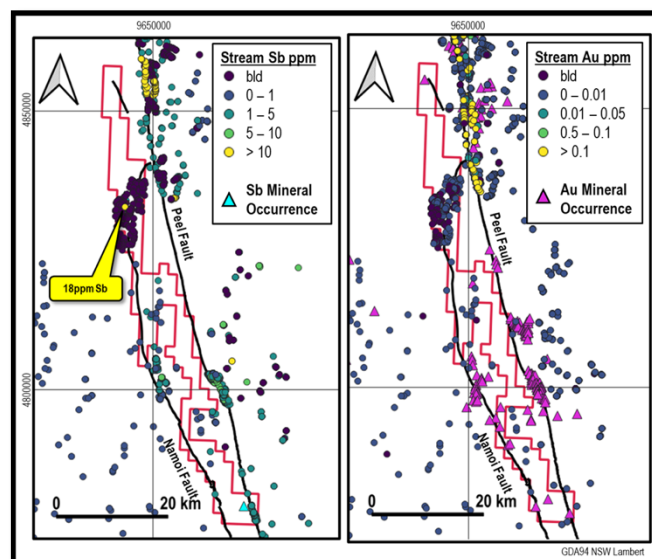 9650000
9650000
Stream Sb ppm
bld
0 – 1
1 – 5
5 – 10
> 10
Sb Mineral
Occurrence
Stream Au ppm
bld
0 – 0.01
0.01 – 0.05
0.5 – 0.1
> 0.1
Au Mineral
Occurrence
4850000
Peel Fault
Peel Fault
18ppm Sb
4800000
Namoi Fault
Namoi Fault
0
20 km
0
20 km
GDA94 NSW Lambert